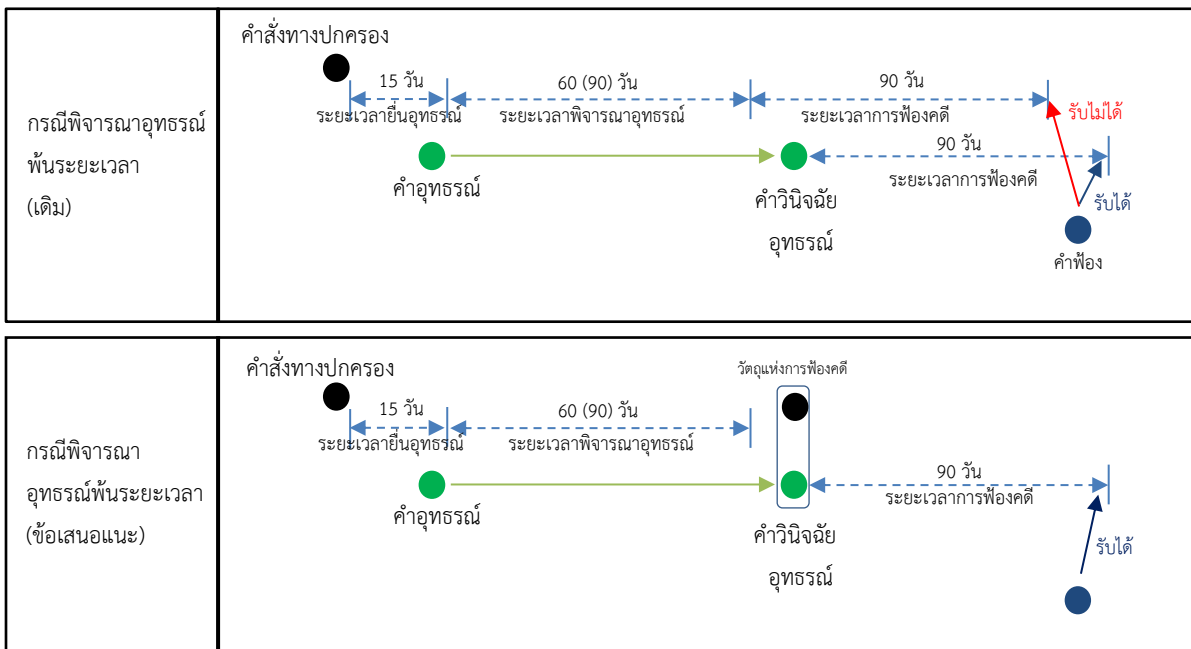 คำสั่งทางปกครอง
15 วัน
60 (90) วัน
90 วัน
ระยะเวลายื่นอุทธรณ์
ระยะเวลาพิจารณาอุทธรณ์
ระยะเวลาการฟ้องคดี
รับไม่ได้
กรณีพิจารณาอุทธรณ์
พ้นระยะเวลา
(เดิม)
90 วัน
ระยะเวลาการฟ้องคดี
คำอุทธรณ์
คำวินิจฉัย
อุทธรณ์
รับได้
คำฟ้อง
คำสั่งทางปกครอง
วัตถุแห่งการฟ้องคดี
15 วัน
60 (90) วัน
ระยะเวลายื่นอุทธรณ์
ระยะเวลาพิจารณาอุทธรณ์
กรณีพิจารณา
อุทธรณ์พ้นระยะเวลา
(ข้อเสนอแนะ)
90 วัน
ระยะเวลาการฟ้องคดี
คำอุทธรณ์
คำวินิจฉัย
อุทธรณ์
รับได้